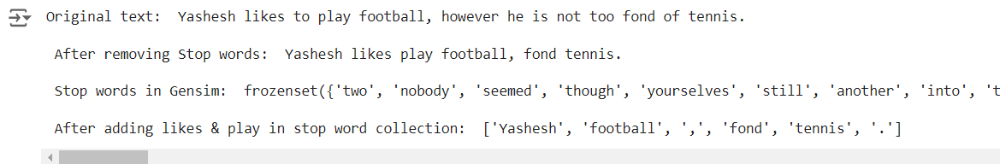 Original text:  Yashesh likes to play football, however he is not too fond of tennis.
After removing Stop words:  Yashesh likes play football, fond tennis.
Stop words in Gensim:  frozenset({'two', 'nobody', 'seemed', 'though', 'yourselves', 'still', 'another', 'into', 't
After adding likes & play in stop word collection:  ['Yashesh', 'football', ',', 'fond', 'tennis', '.']